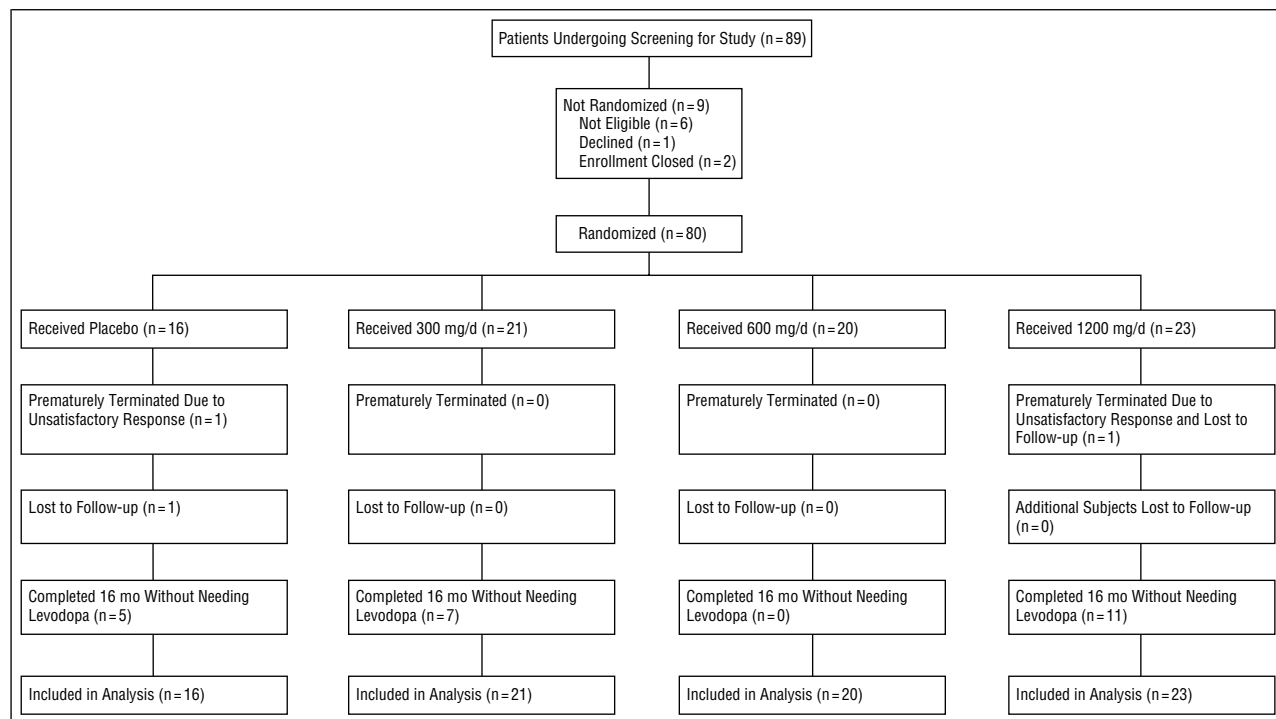 Patients Undergoing Screening for Study (n=89)
Not Randomized (n=9)
Not Eligible (n=6)
Declined (n=1)
Enrollment Closed (n=2)
Randomized (n=80)
Received Placebo (n=16)
Received 300 mg/d (n=21)
Received 600 mg/d (n=20)
Received 1200 mg/d (n=23)
Prematurely Terminated Due to
Unsatisfactory Response (n=1)
Prematurely Terminated (n=0)
Prematurely Terminated (n=0)
Prematurely Terminated Due to
Unsatisfactory Response and Lost to
Follow-up (n=1)
Lost to Follow-up (n=1)
Lost to Follow-up (n=0)
Lost to Follow-up (n=0)
Additional Subjects Lost to Follow-up
(n=0)
Completed 16 mo Without Needing
Levodopa (n=5)
Completed 16 mo Without Needing
Levodopa (n=7)
Completed 16 mo Without Needing
Levodopa (n=0)
Completed 16 mo Without Needing
Levodopa (n=11)
Included in Analysis (n=16)
Included in Analysis (n=21)
Included in Analysis (n=20)
Included in Analysis (n=23)